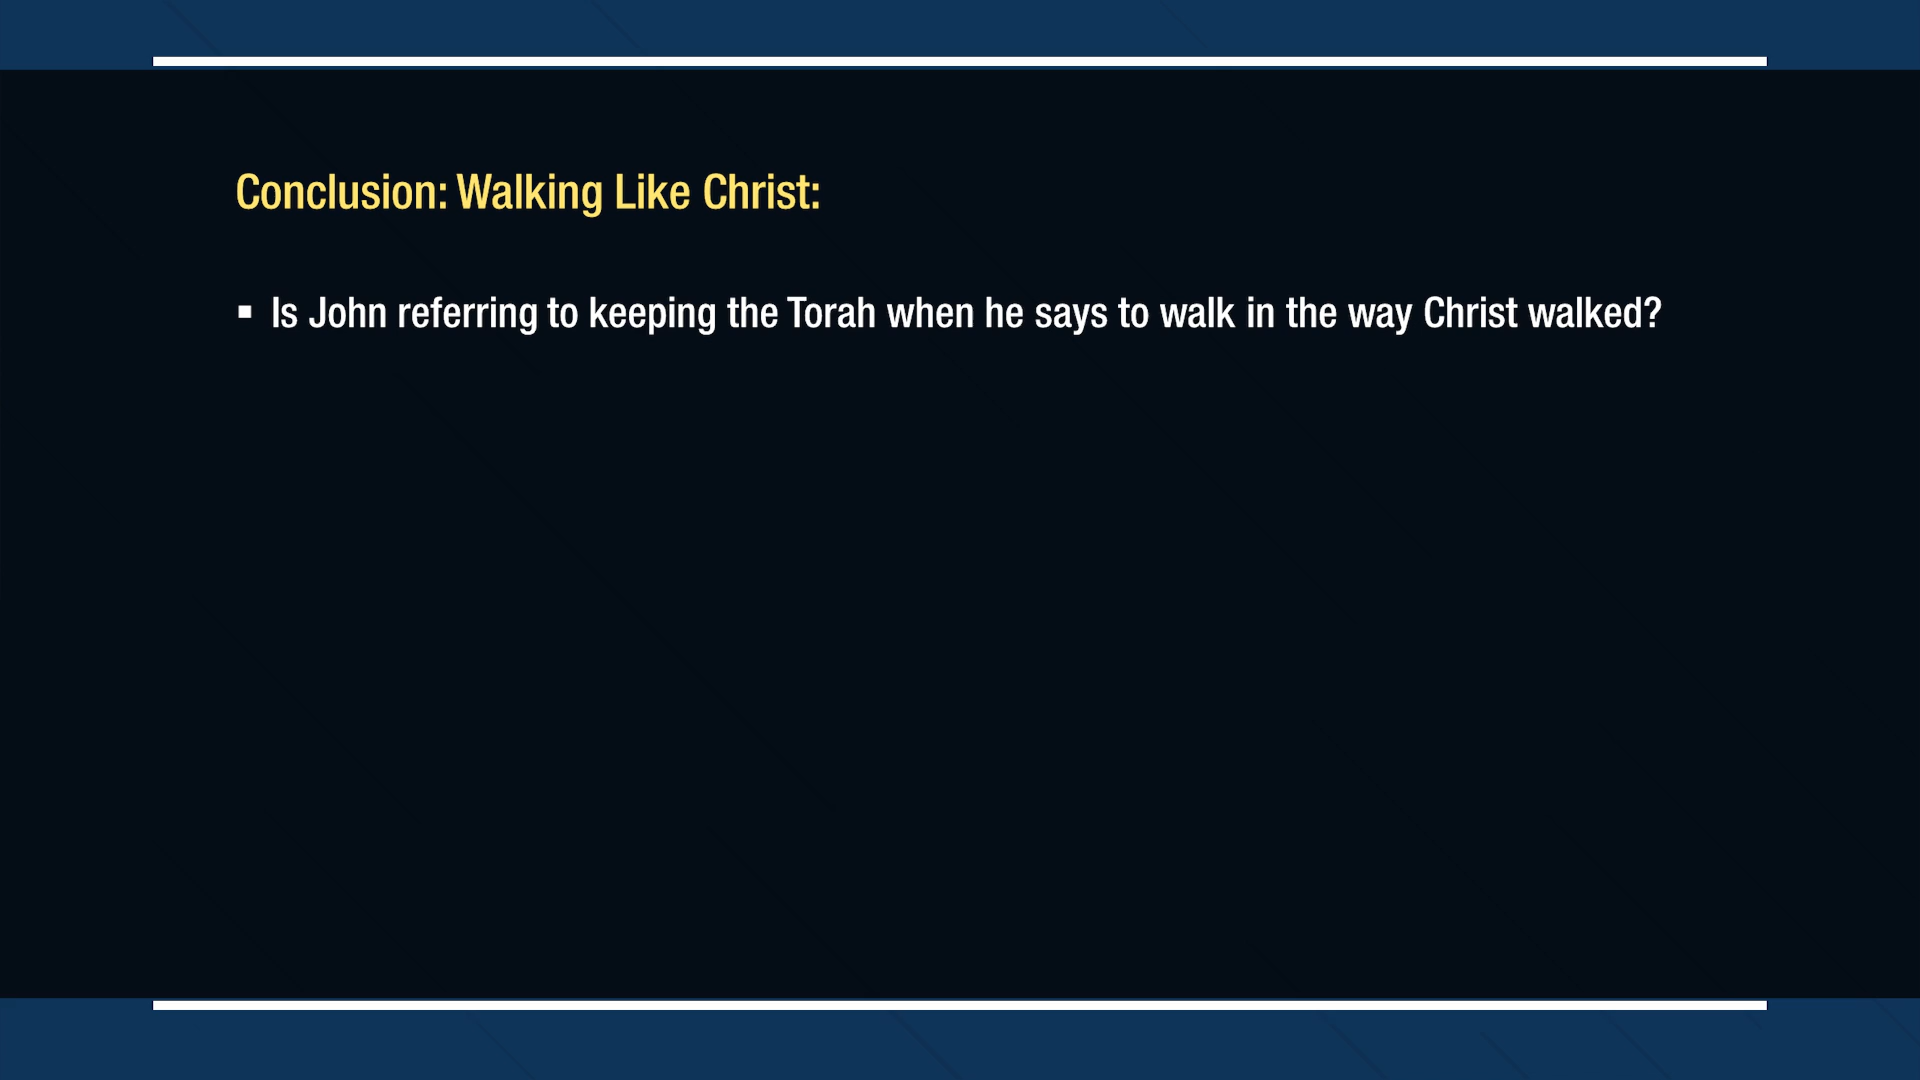 Conclusion: Walking Like Christ:
▪ Is John referring to keeping the Torah when he says to walk in the way Christ walked?